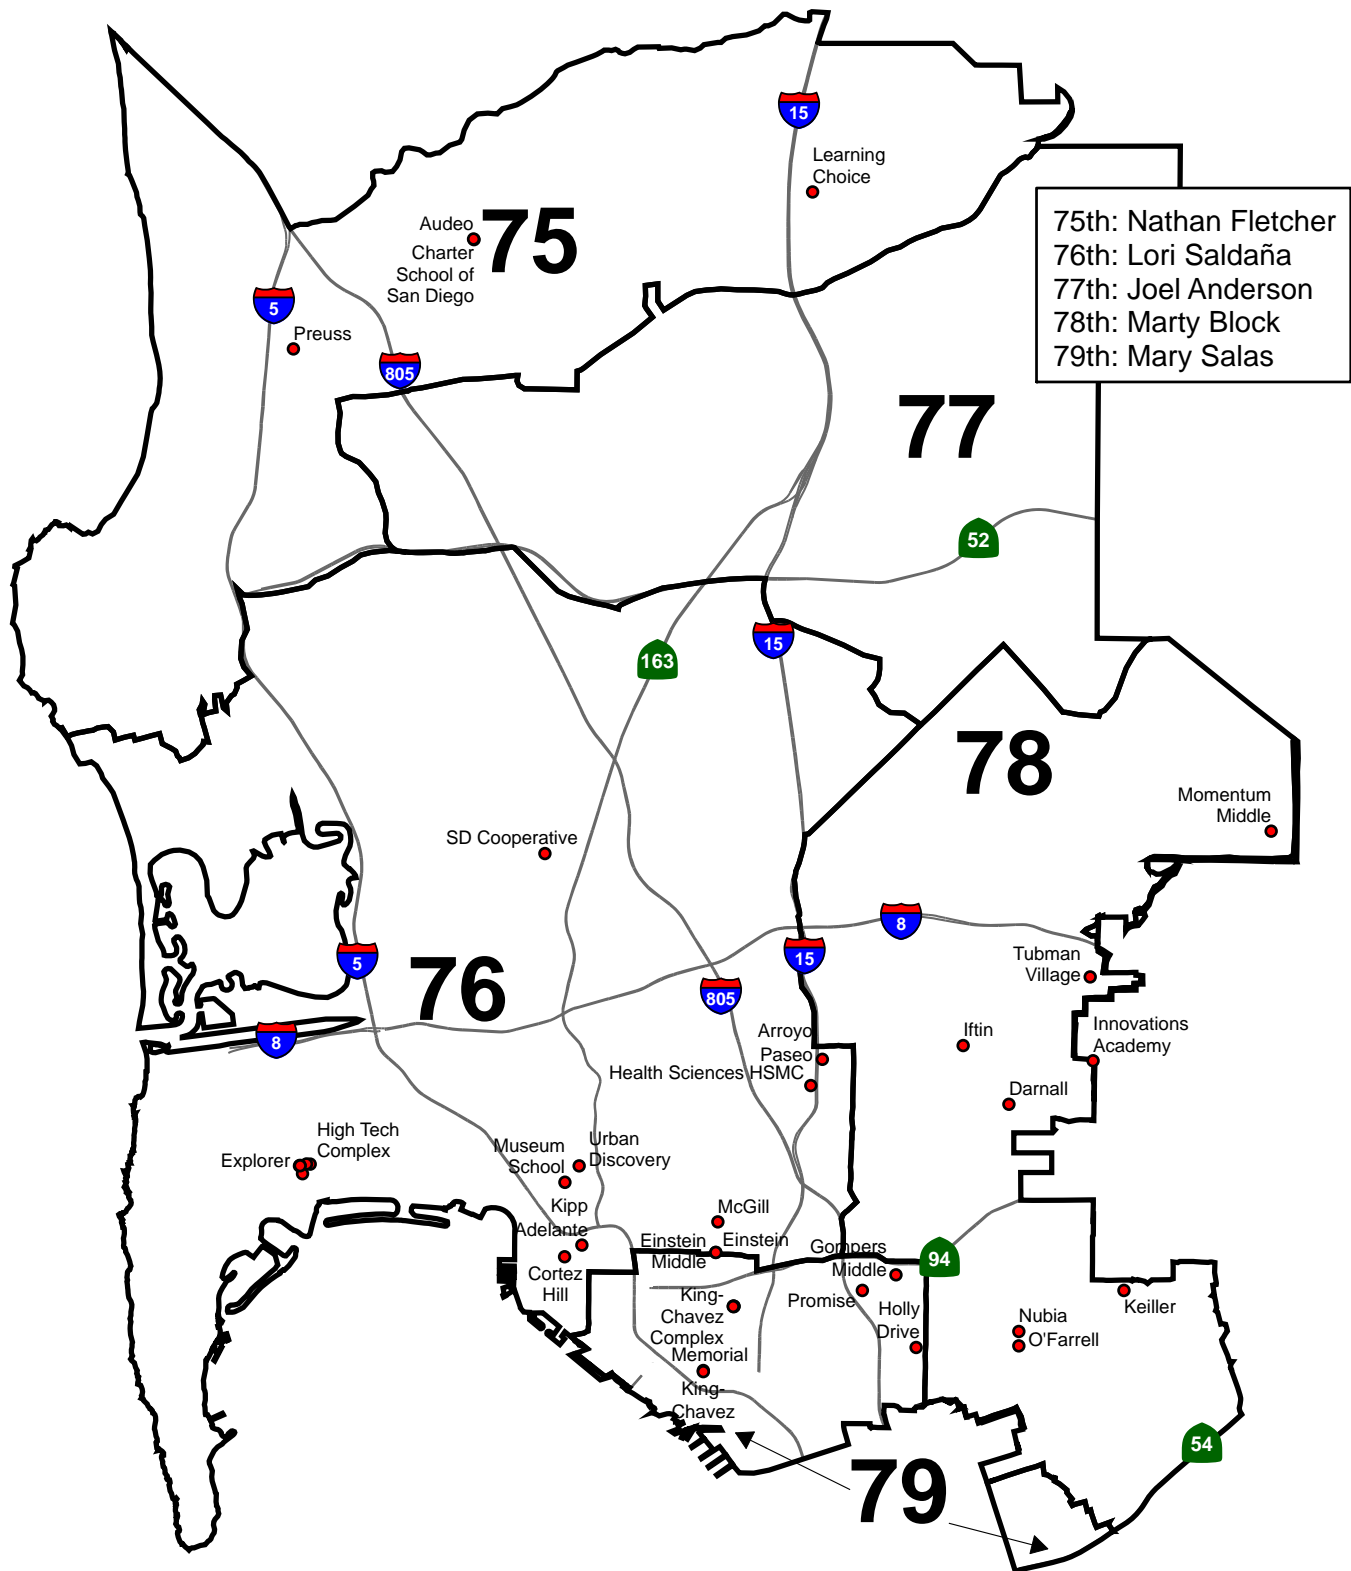 15
Learning
Choice
75th: Nathan Fletcher
76th: Lori Saldaña
77th: Joel Anderson
78th: Marty Block
79th: Mary Salas
Audeo
Charter
School of
San Diego
75
5
Preuss
805
77
52
163
15
78
Momentum
Middle
SD Cooperative
8
5
76
15
805
Tubman
Village
8
Arroyo
Paseo
Health Sciences HSMC
Iftin
Innovations
Academy
Darnall
High Tech
Complex
Explorer
Museum
School
Urban
Discovery
Kipp
Adelante
McGill
Einstein
Middle
Einstein
Gompers
Middle
94
Cortez
Hill
King-
Chavez
Complex
Promise
Holly
Drive
Keiller
Nubia
O'Farrell
Memorial
King-
Chavez
79
54